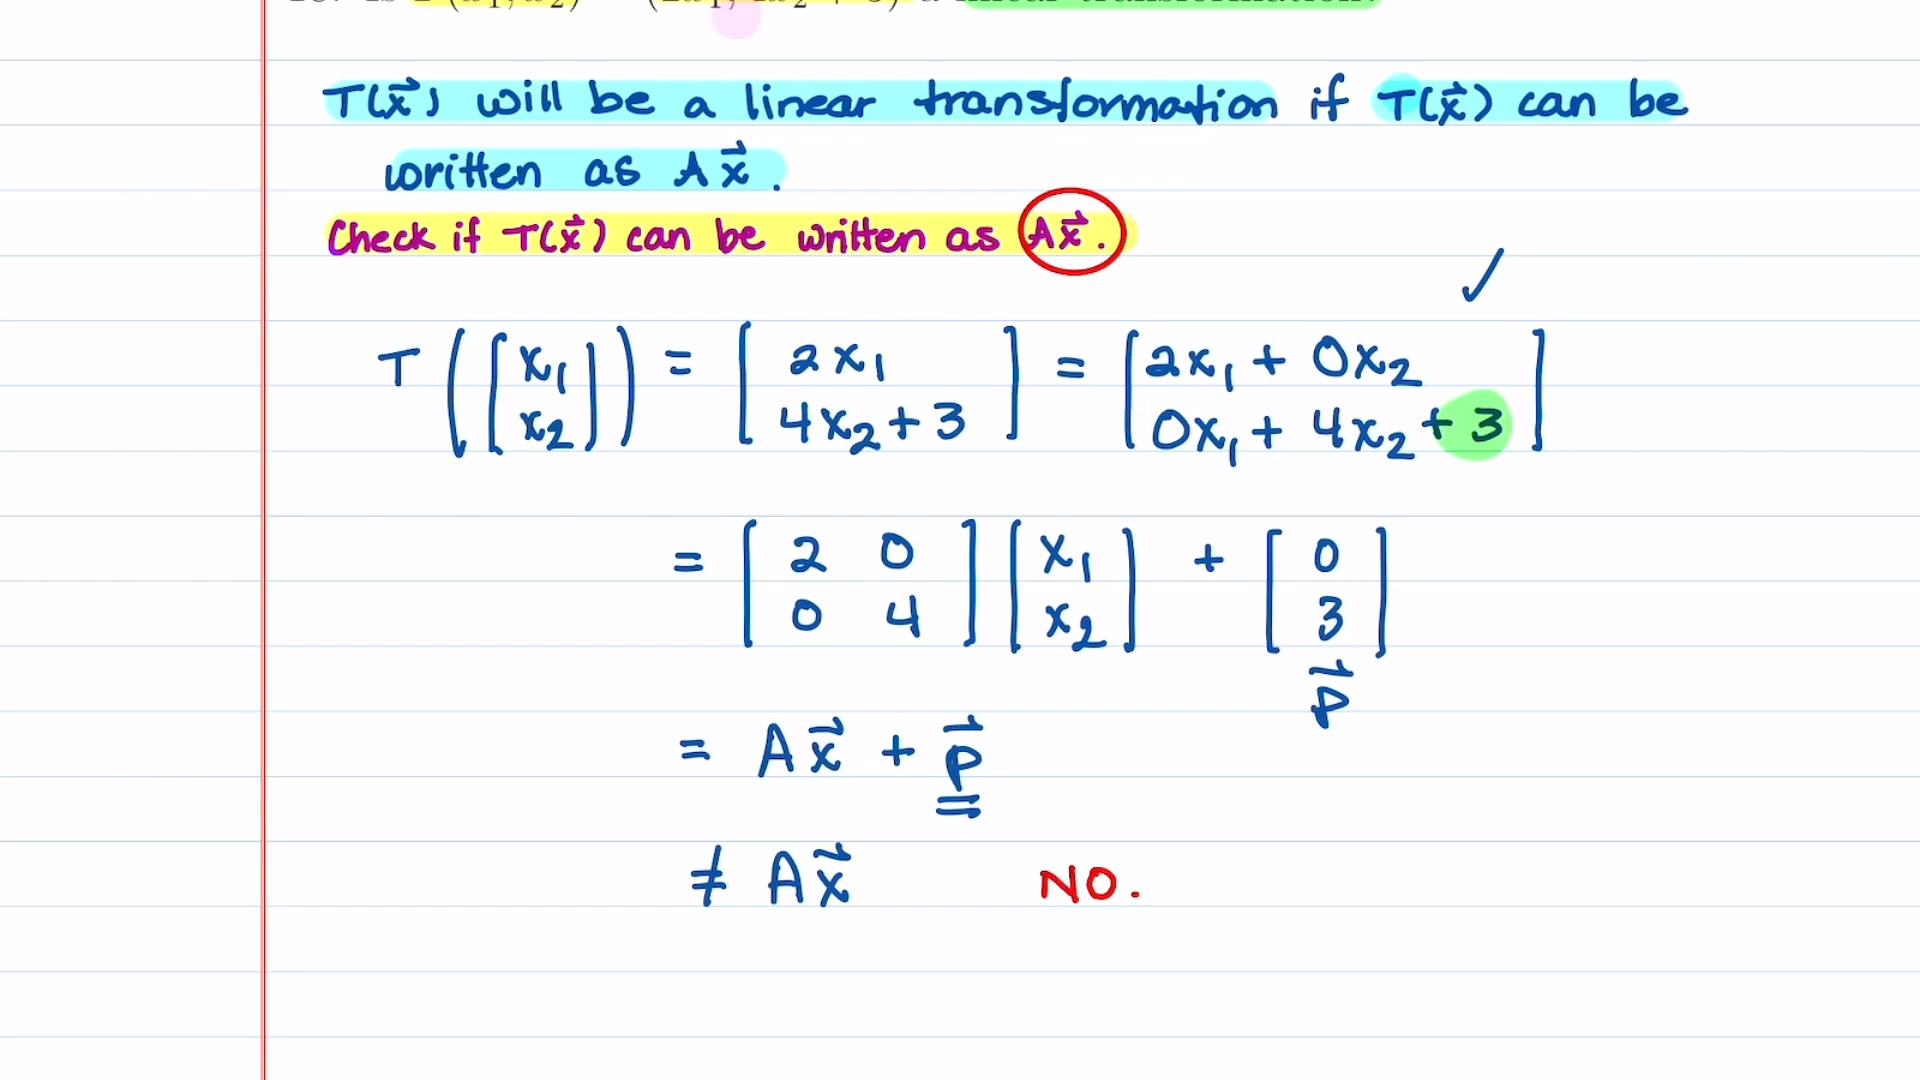 T(x⃗) will be a linear transformation if T(x⃗) can be
written as Ax⃗.
Check if T(x⃗) can be written as Ax⃗.
✓
T([x₁ x₂]) = [2x₁ 4x₂+3] = [2x₁ + 0x₂ 0x₁ + 4x₂ + 3]
= [2 0 0 4][x₁ x₂] + [0 3]
p⃗
= Ax⃗ + p⃗
≠ Ax⃗ NO.